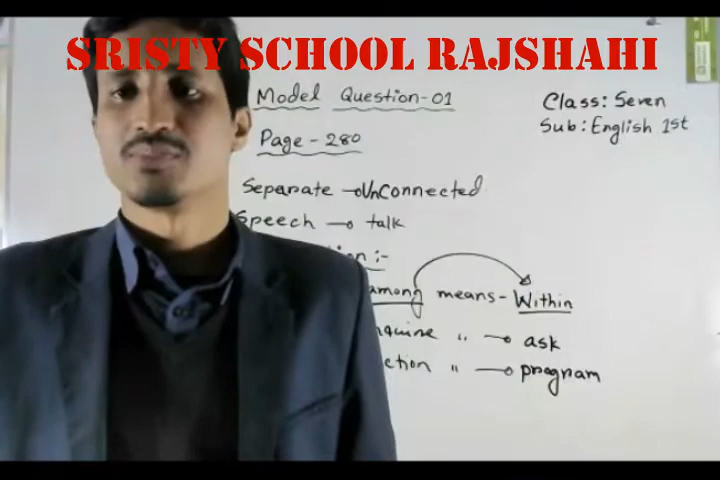 SRISTY SCHOOL RAJSHAHI
Model Question-01
Class: Seven
Page - 280
Sub: English 1st
Separate → UnConnected
Speech → talk
among means - Within
" → ask
" → program